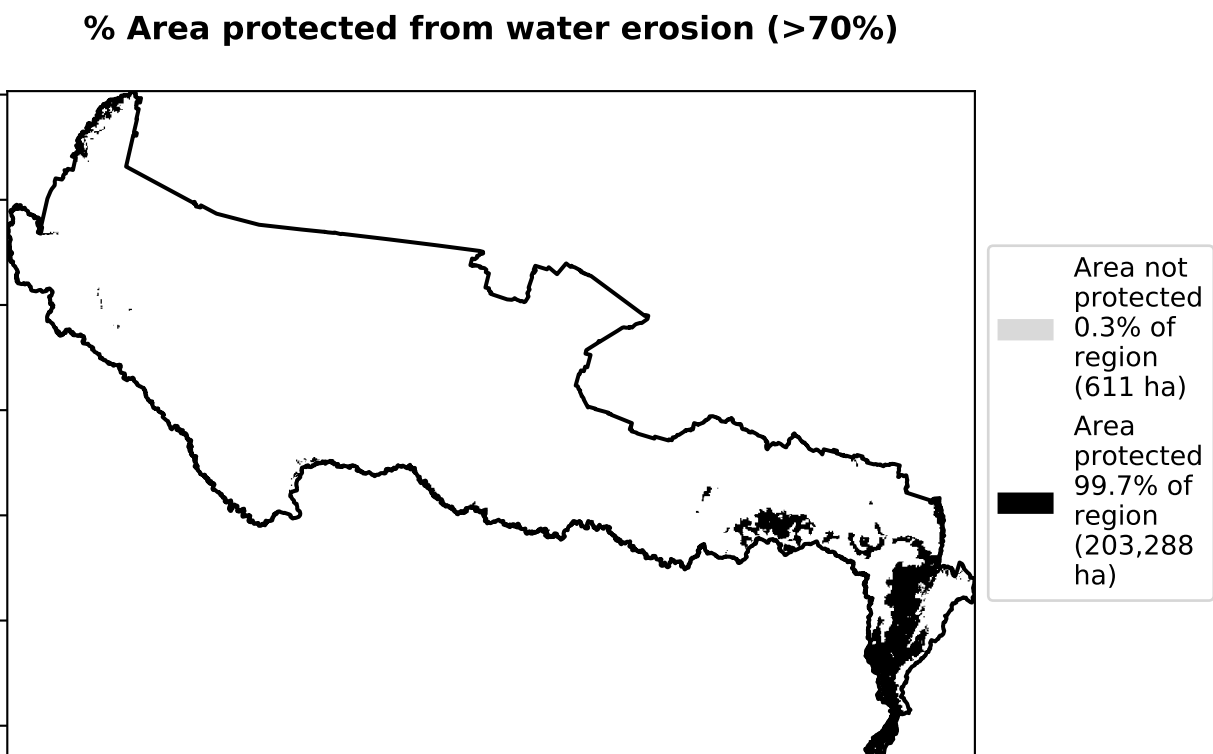 % Area protected from water erosion (>70%)
Area not
protected
0.3% of
region
(611 ha)
Area
protected
99.7% of
region
(203,288
ha)